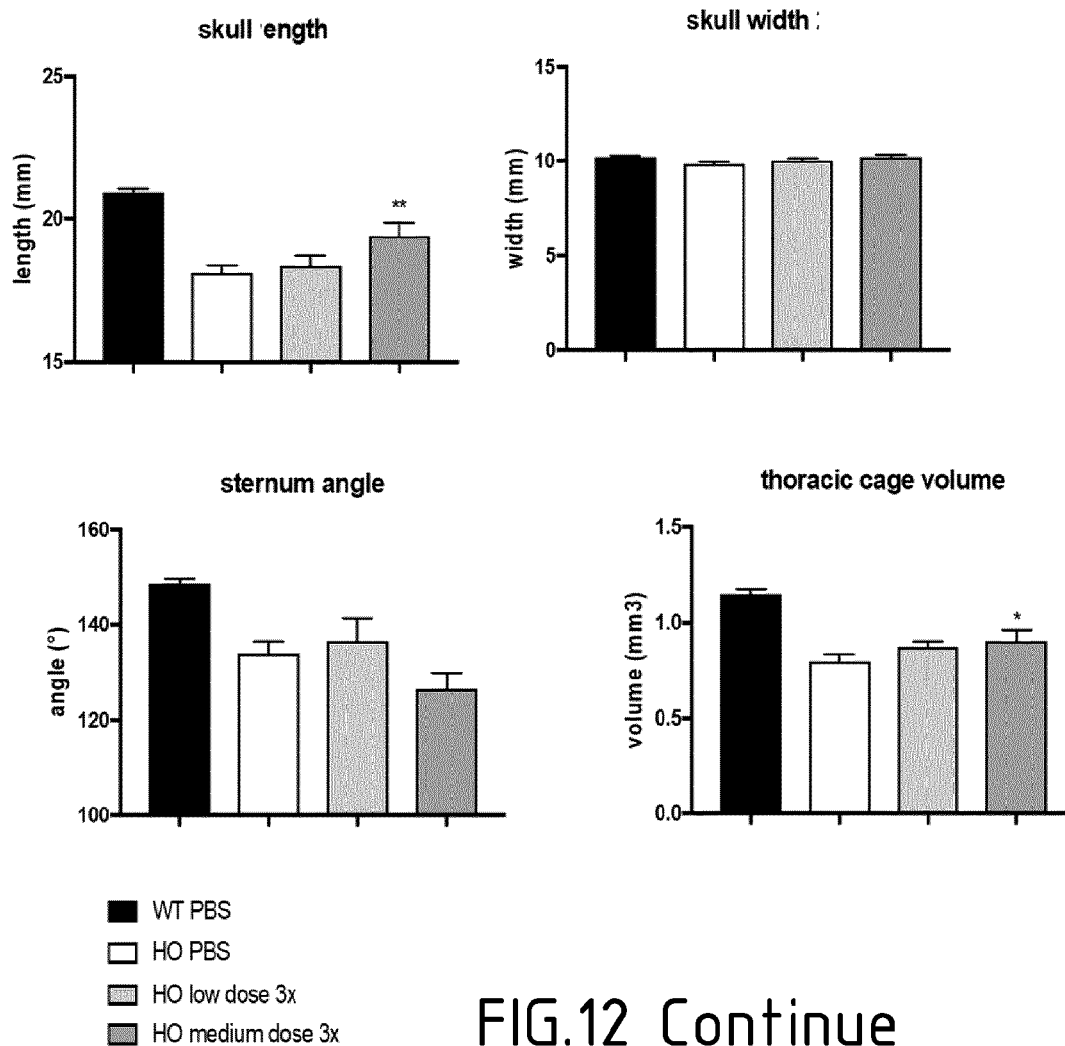 skull ength
25
20
15
length (mm)
**
skull width :
15
10
5
0
width (mm)
sternum angle
160
140
120
100
angle (°)
thoracic cage volume
1.5
1.0
0.5
0.0
volume (mm3)
*
WT PBS
HO PBS
HO low dose 3x
HO medium dose 3x
FIG.12 Continue